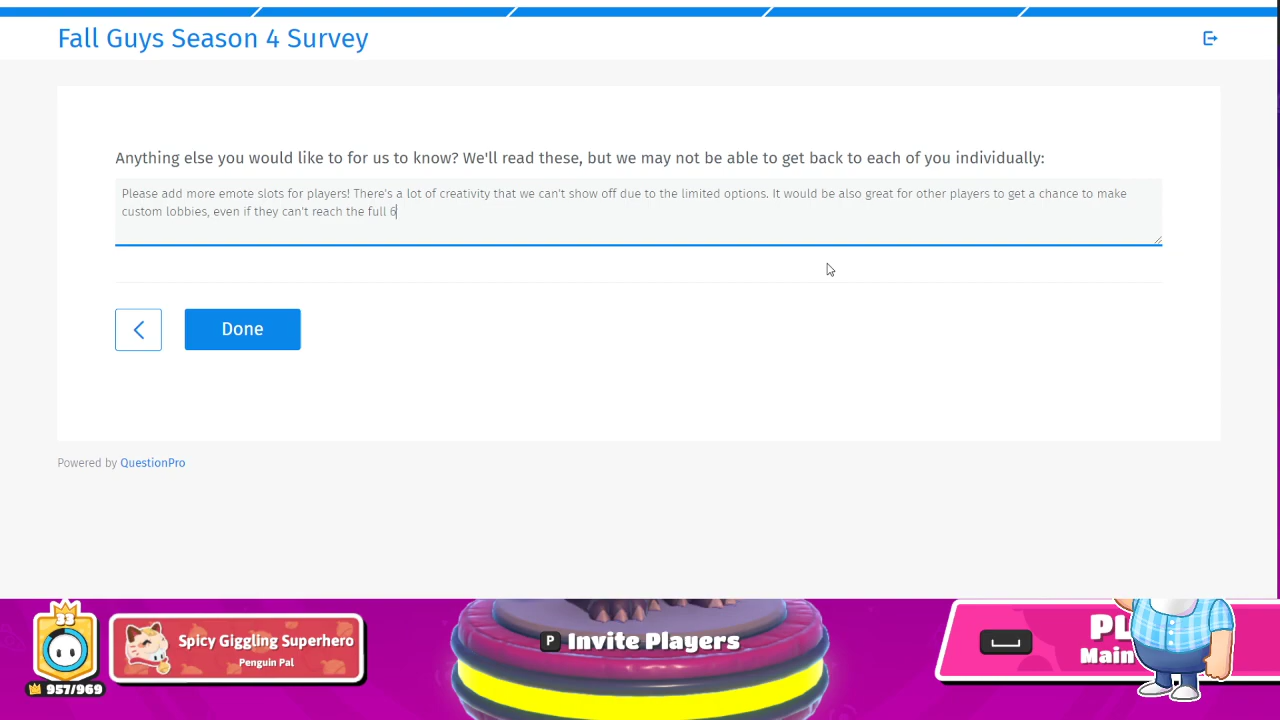 Fall Guys Season 4 Survey
Anything else you would like to for us to know? We'll read these, but we may not be able to get back to each of you individually:
Please add more emote slots for players! There's a lot of creativity that we can't show off due to the limited options. It would be also great for other players to get a chance to make
custom lobbies, even if they can't reach the full 6
Done
Powered by QuestionPro
33
957/969
Spicy Giggling Superhero
Penguin Pal
P Invite Players
PL
Main